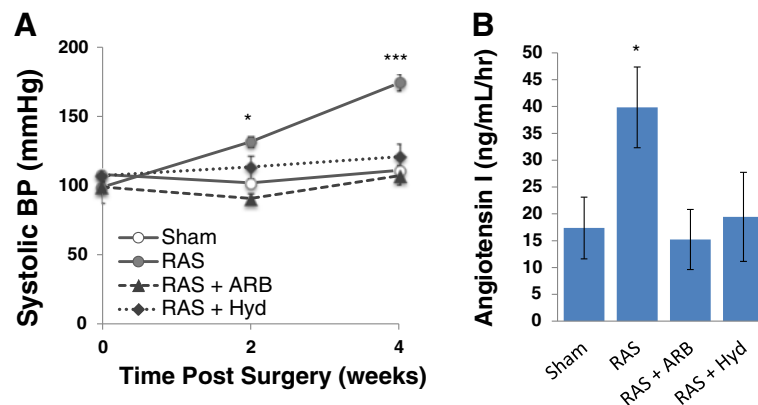 A
Systolic BP (mmHg)
200
150
100
50
0
*
***
Sham
RAS
RAS + ARB
RAS + Hyd
0
2
4
Time Post Surgery (weeks)
B
Angiotensin I (ng/mL/hr)
50
45
40
35
30
25
20
15
10
5
0
*
Sham
RAS
RAS + ARB
RAS + Hyd